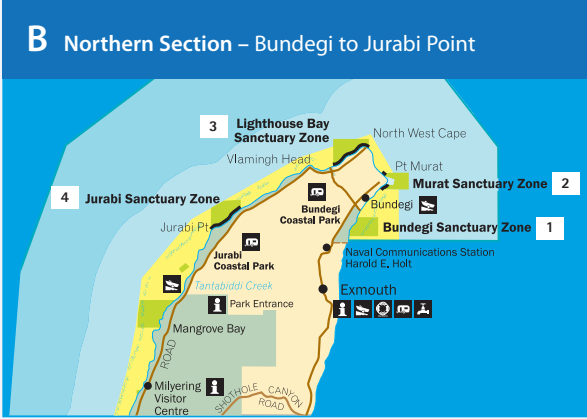 B Northern Section – Bundegi to Jurabi Point
3 Lighthouse Bay
Sanctuary Zone
North West Cape
Vlamingh Head
Pt Murat
Murat Sanctuary Zone 2
4 Jurabi Sanctuary Zone
Bundegi
Coastal Park
Bundegi
Jurabi Pt
Bundegi Sanctuary Zone 1
Jurabi
Coastal Park
Naval Communications Station
Harold E. Holt
Tantabiddi Creek
Exmouth
Park Entrance
Mangrove Bay
ROAD
Milyering
Visitor
Centre
SHOTHOLE CANYON
ROAD